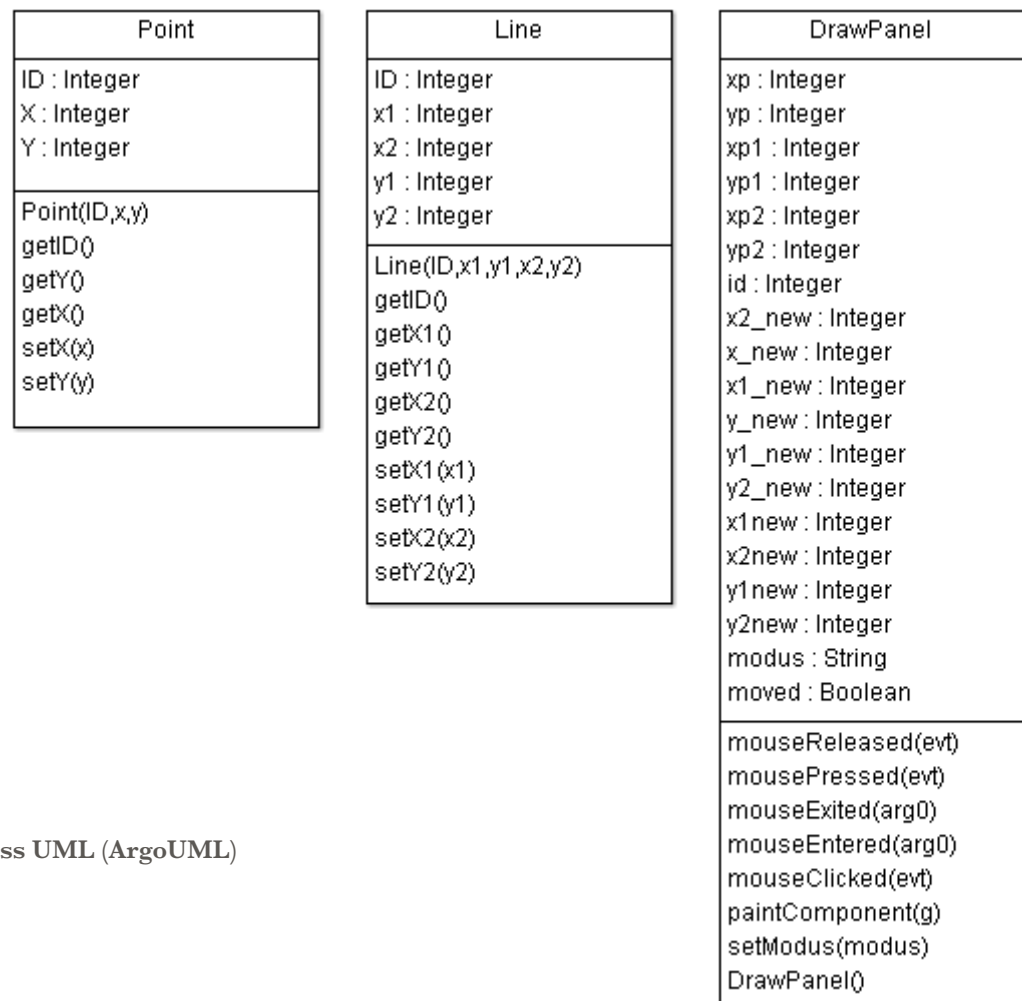 Point
ID : Integer
X : Integer
Y : Integer
Point(ID,x,y)
getID()
getY()
getX()
setX(x)
setY(y)
Line
ID : Integer
x1 : Integer
x2 : Integer
y1 : Integer
y2 : Integer
Line(ID,x1,y1,x2,y2)
getID()
getX1()
getY1()
getX2()
getY2()
setX1(x1)
setY1(y1)
setX2(x2)
setY2(y2)
DrawPanel
xp : Integer
yp : Integer
xp1 : Integer
yp1 : Integer
xp2 : Integer
yp2 : Integer
id : Integer
x2_new : Integer
x_new : Integer
x1_new : Integer
y_new : Integer
y1_new : Integer
y2_new : Integer
x1new : Integer
x2new : Integer
y1new : Integer
y2new : Integer
modus : String
moved : Boolean
mouseReleased(evt)
mousePressed(evt)
mouseExited(arg0)
mouseEntered(arg0)
mouseClicked(evt)
paintComponent(g)
setModus(modus)
DrawPanel()
ss UML (ArgoUML)